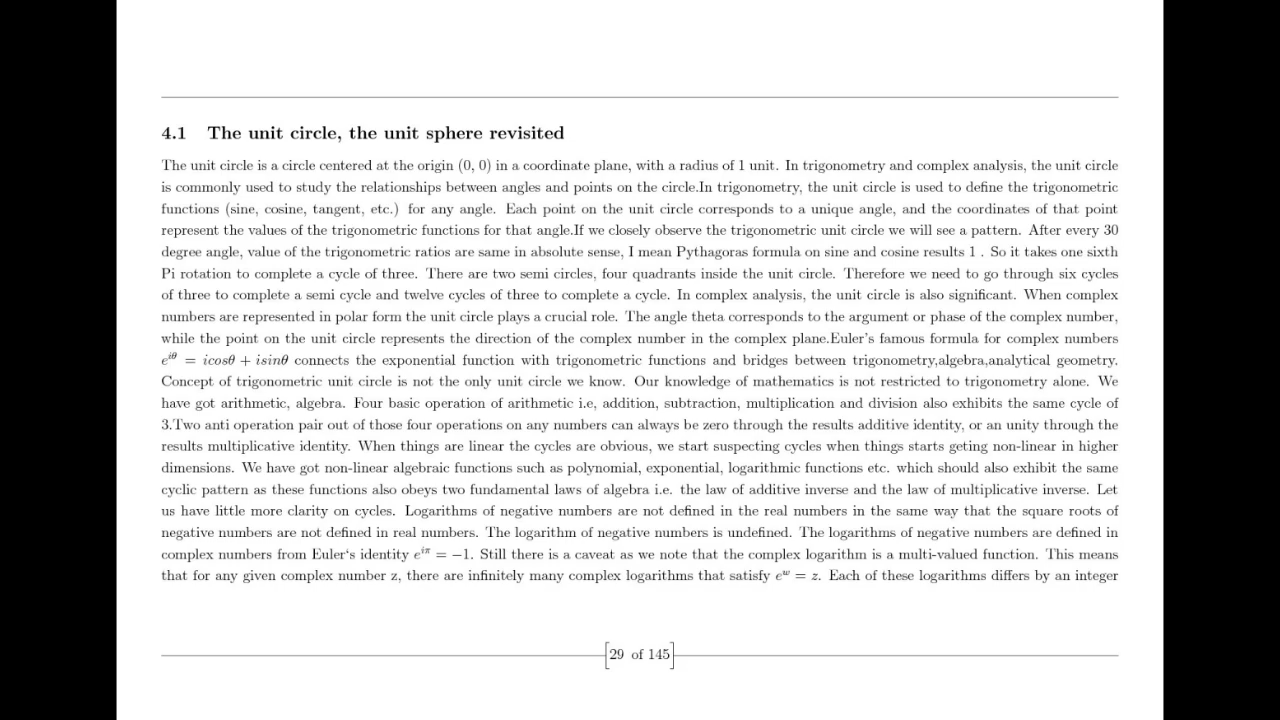 4.1 The unit circle, the unit sphere revisited
The unit circle is a circle centered at the origin (0, 0) in a coordinate plane, with a radius of 1 unit. In trigonometry and complex analysis, the unit circle
is commonly used to study the relationships between angles and points on the circle.In trigonometry, the unit circle is used to define the trigonometric
functions (sine, cosine, tangent, etc.) for any angle. Each point on the unit circle corresponds to a unique angle, and the coordinates of that point
represent the values of the trigonometric functions for that angle.If we closely observe the trigonometric unit circle we will see a pattern. After every 30
degree angle, value of the trigonometric ratios are same in absolute sense, I mean Pythagoras formula on sine and cosine results 1 . So it takes one sixth
Pi rotation to complete a cycle of three. There are two semi circles, four quadrants inside the unit circle. Therefore we need to go through six cycles
of three to complete a semi cycle and twelve cycles of three to complete a cycle. In complex analysis, the unit circle is also significant. When complex
numbers are represented in polar form the unit circle plays a crucial role. The angle theta corresponds to the argument or phase of the complex number,
while the point on the unit circle represents the direction of the complex number in the complex plane.Euler's famous formula for complex numbers
e^{iθ} = icosθ + isinθ connects the exponential function with trigonometric functions and bridges between trigonometry,algebra,analytical geometry.
Concept of trigonometric unit circle is not the only unit circle we know. Our knowledge of mathematics is not restricted to trigonometry alone. We
have got arithmetic, algebra. Four basic operation of arithmetic i.e, addition, subtraction, multiplication and division also exhibits the same cycle of
3.Two anti operation pair out of those four operations on any numbers can always be zero through the results additive identity, or an unity through the
results multiplicative identity. When things are linear the cycles are obvious, we start suspecting cycles when things starts geting non-linear in higher
dimensions. We have got non-linear algebraic functions such as polynomial, exponential, logarithmic functions etc. which should also exhibit the same
cyclic pattern as these functions also obeys two fundamental laws of algebra i.e. the law of additive inverse and the law of multiplicative inverse. Let
us have little more clarity on cycles. Logarithms of negative numbers are not defined in the real numbers in the same way that the square roots of
negative numbers are not defined in real numbers. The logarithm of negative numbers is undefined. The logarithms of negative numbers are defined in
complex numbers from Euler‘s identity e^{iπ} = −1. Still there is a caveat as we note that the complex logarithm is a multi-valued function. This means
that for any given complex number z, there are infinitely many complex logarithms that satisfy e^w = z. Each of these logarithms differs by an integer
29 of 145